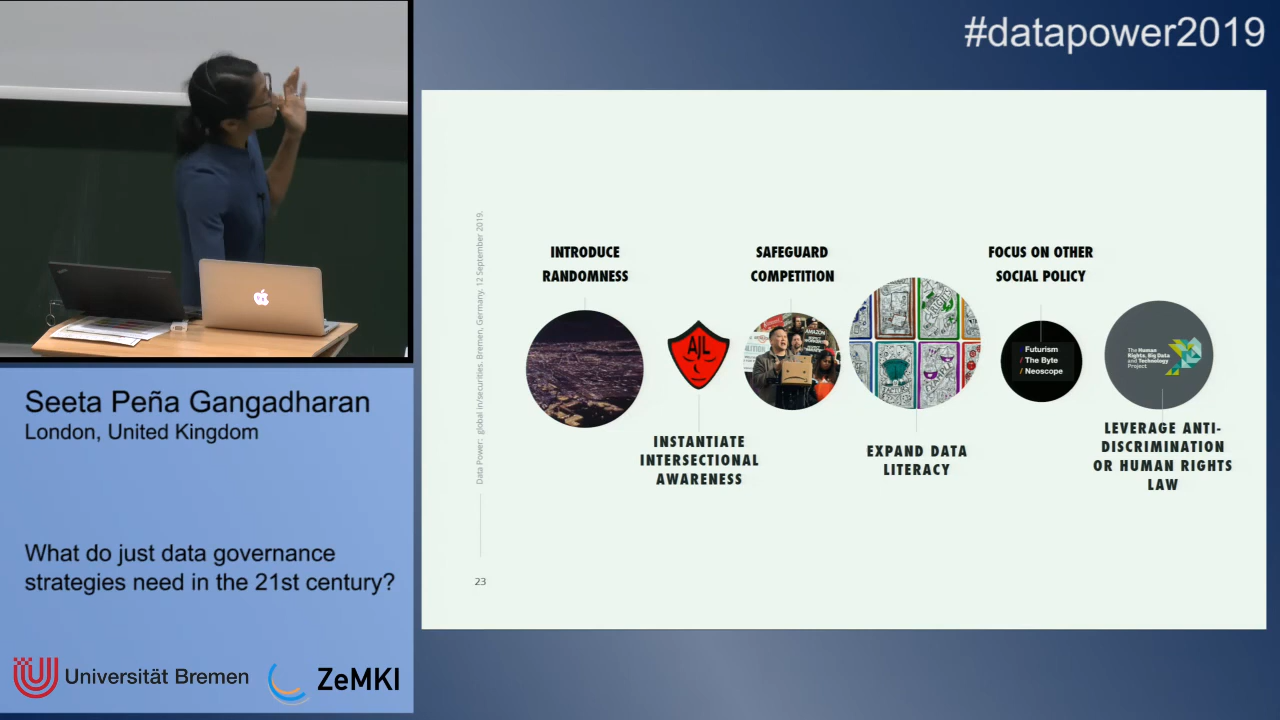 #datapower2019
Seeta Peña Gangadharan
London, United Kingdom
What do just data governance
strategies need in the 21st century?
Universität Bremen
ZeMKI
Data Power: global in/securities. Bremen, Germany. 12 September 2019.
23
INTRODUCE
RANDOMNESS
AJL
INSTANTIATE
INTERSECTIONAL
AWARENESS
SAFEGUARD
COMPETITION
AMAZON
EXPAND DATA
LITERACY
FOCUS ON OTHER
SOCIAL POLICY
Futurism
/ The Byte
/ Neoscope
The Human
Rights, Big Data
and Technology
Project
LEVERAGE ANTI-
DISCRIMINATION
OR HUMAN RIGHTS
LAW